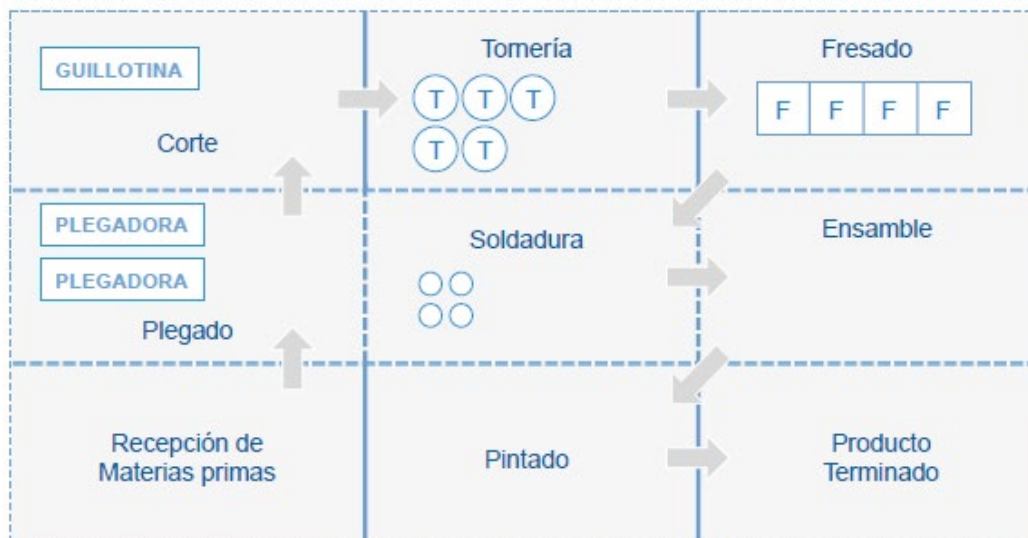 GUILLOTINA
Corte
Tornería
T T T
T T
Fresado
F F F F
PLEGADORA
PLEGADORA
Plegado
Soldadura
Ensamble
Recepción de
Materias primas
Pintado
Producto
Terminado